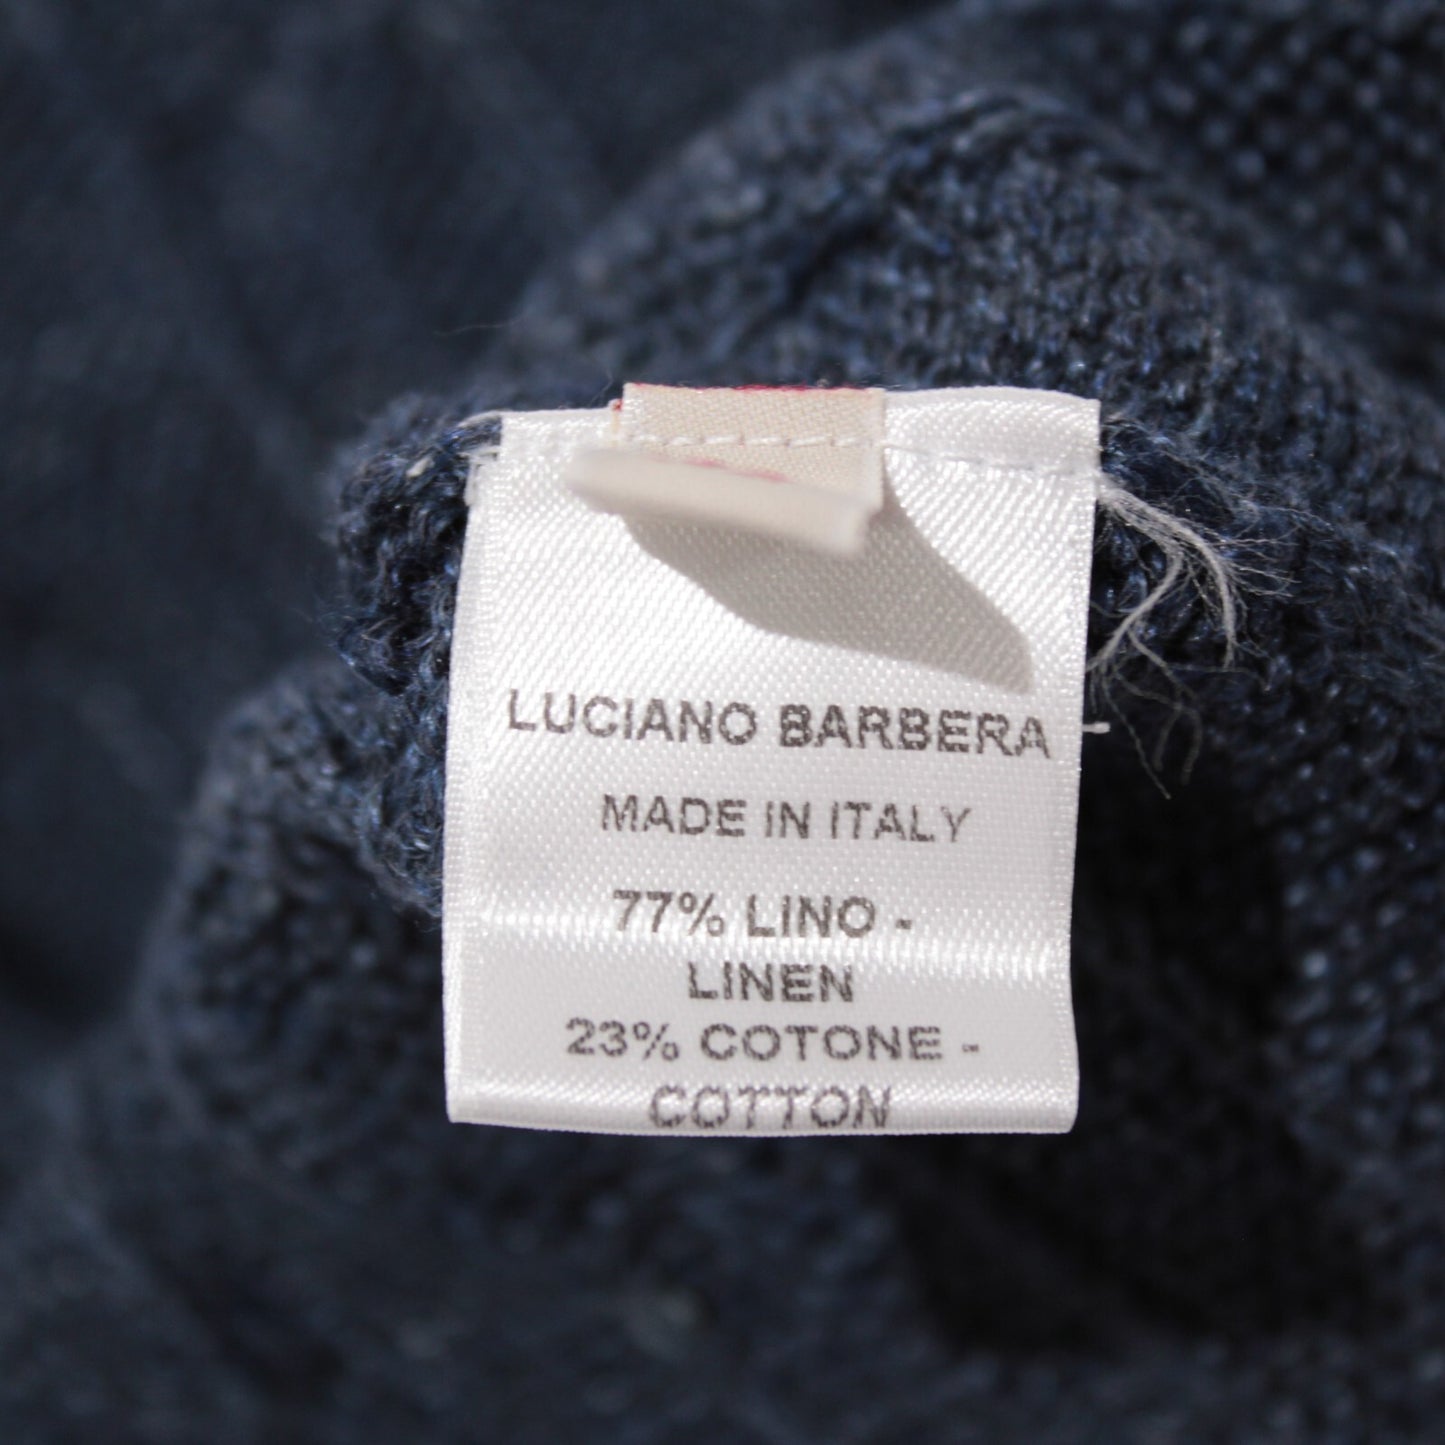 LUCIANO BARBERA
MADE IN ITALY
77% LINO -
LINEN
23% COTONE -
COTTON